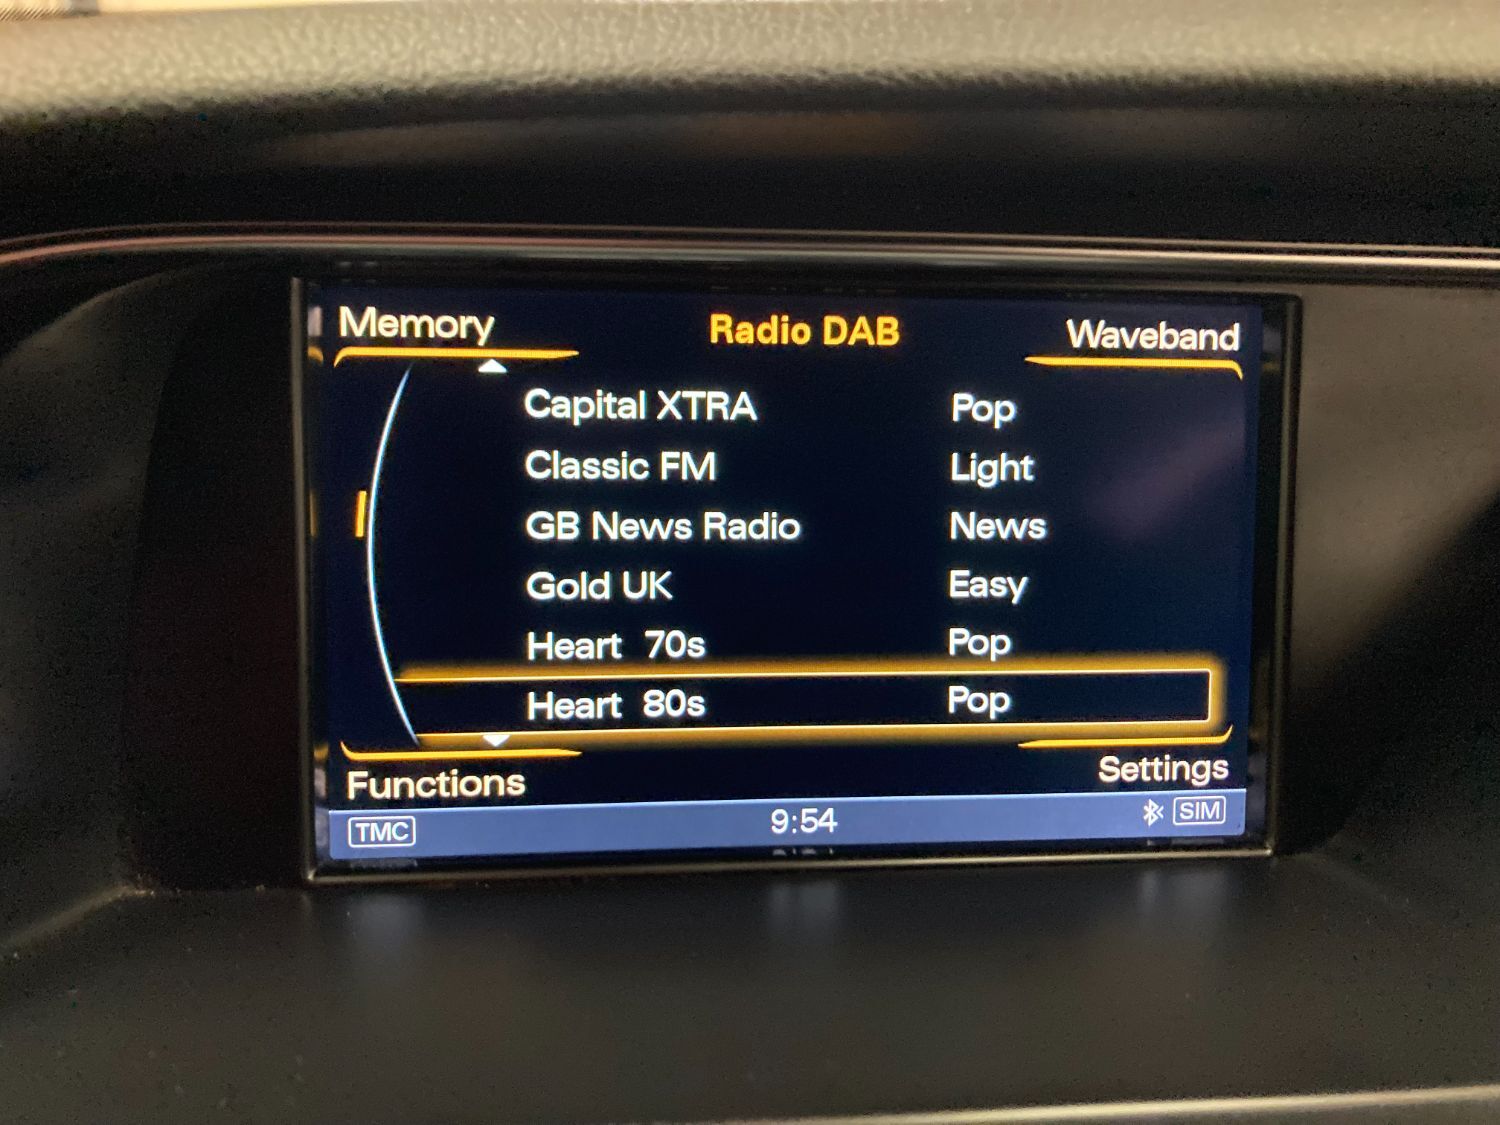 Memory Radio DAB Waveband
Capital XTRA Pop
Classic FM Light
GB News Radio News
Gold UK Easy
Heart 70s Pop
Heart 80s Pop
Functions Settings
TMC 9:54 SIM